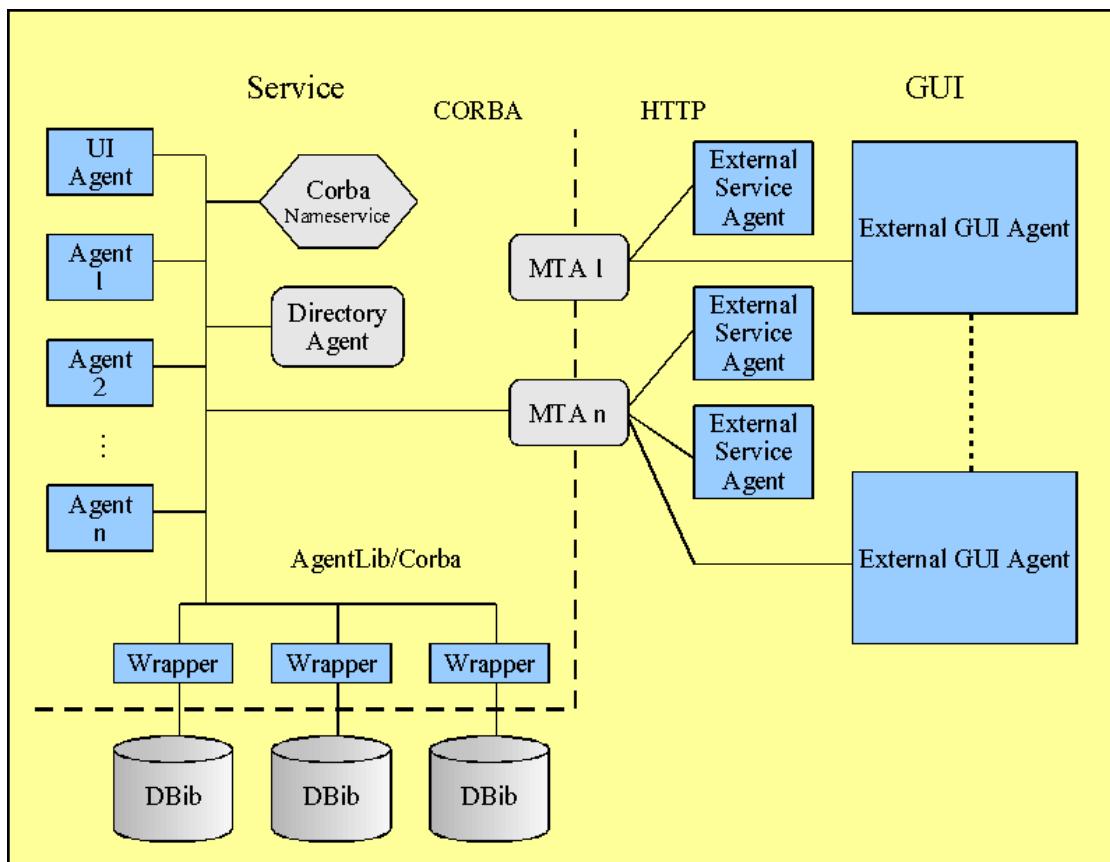 Service
GUI
CORBA
HTTP
UI
Agent
Corba
Nameservice
External
Service
Agent
External GUI Agent
Agent
1
MTA 1
Directory
Agent
External
Service
Agent
Agent
2
MTA n
External
Service
Agent
⋮
Agent
n
External GUI Agent
AgentLib/Corba
Wrapper
Wrapper
Wrapper
DBib
DBib
DBib